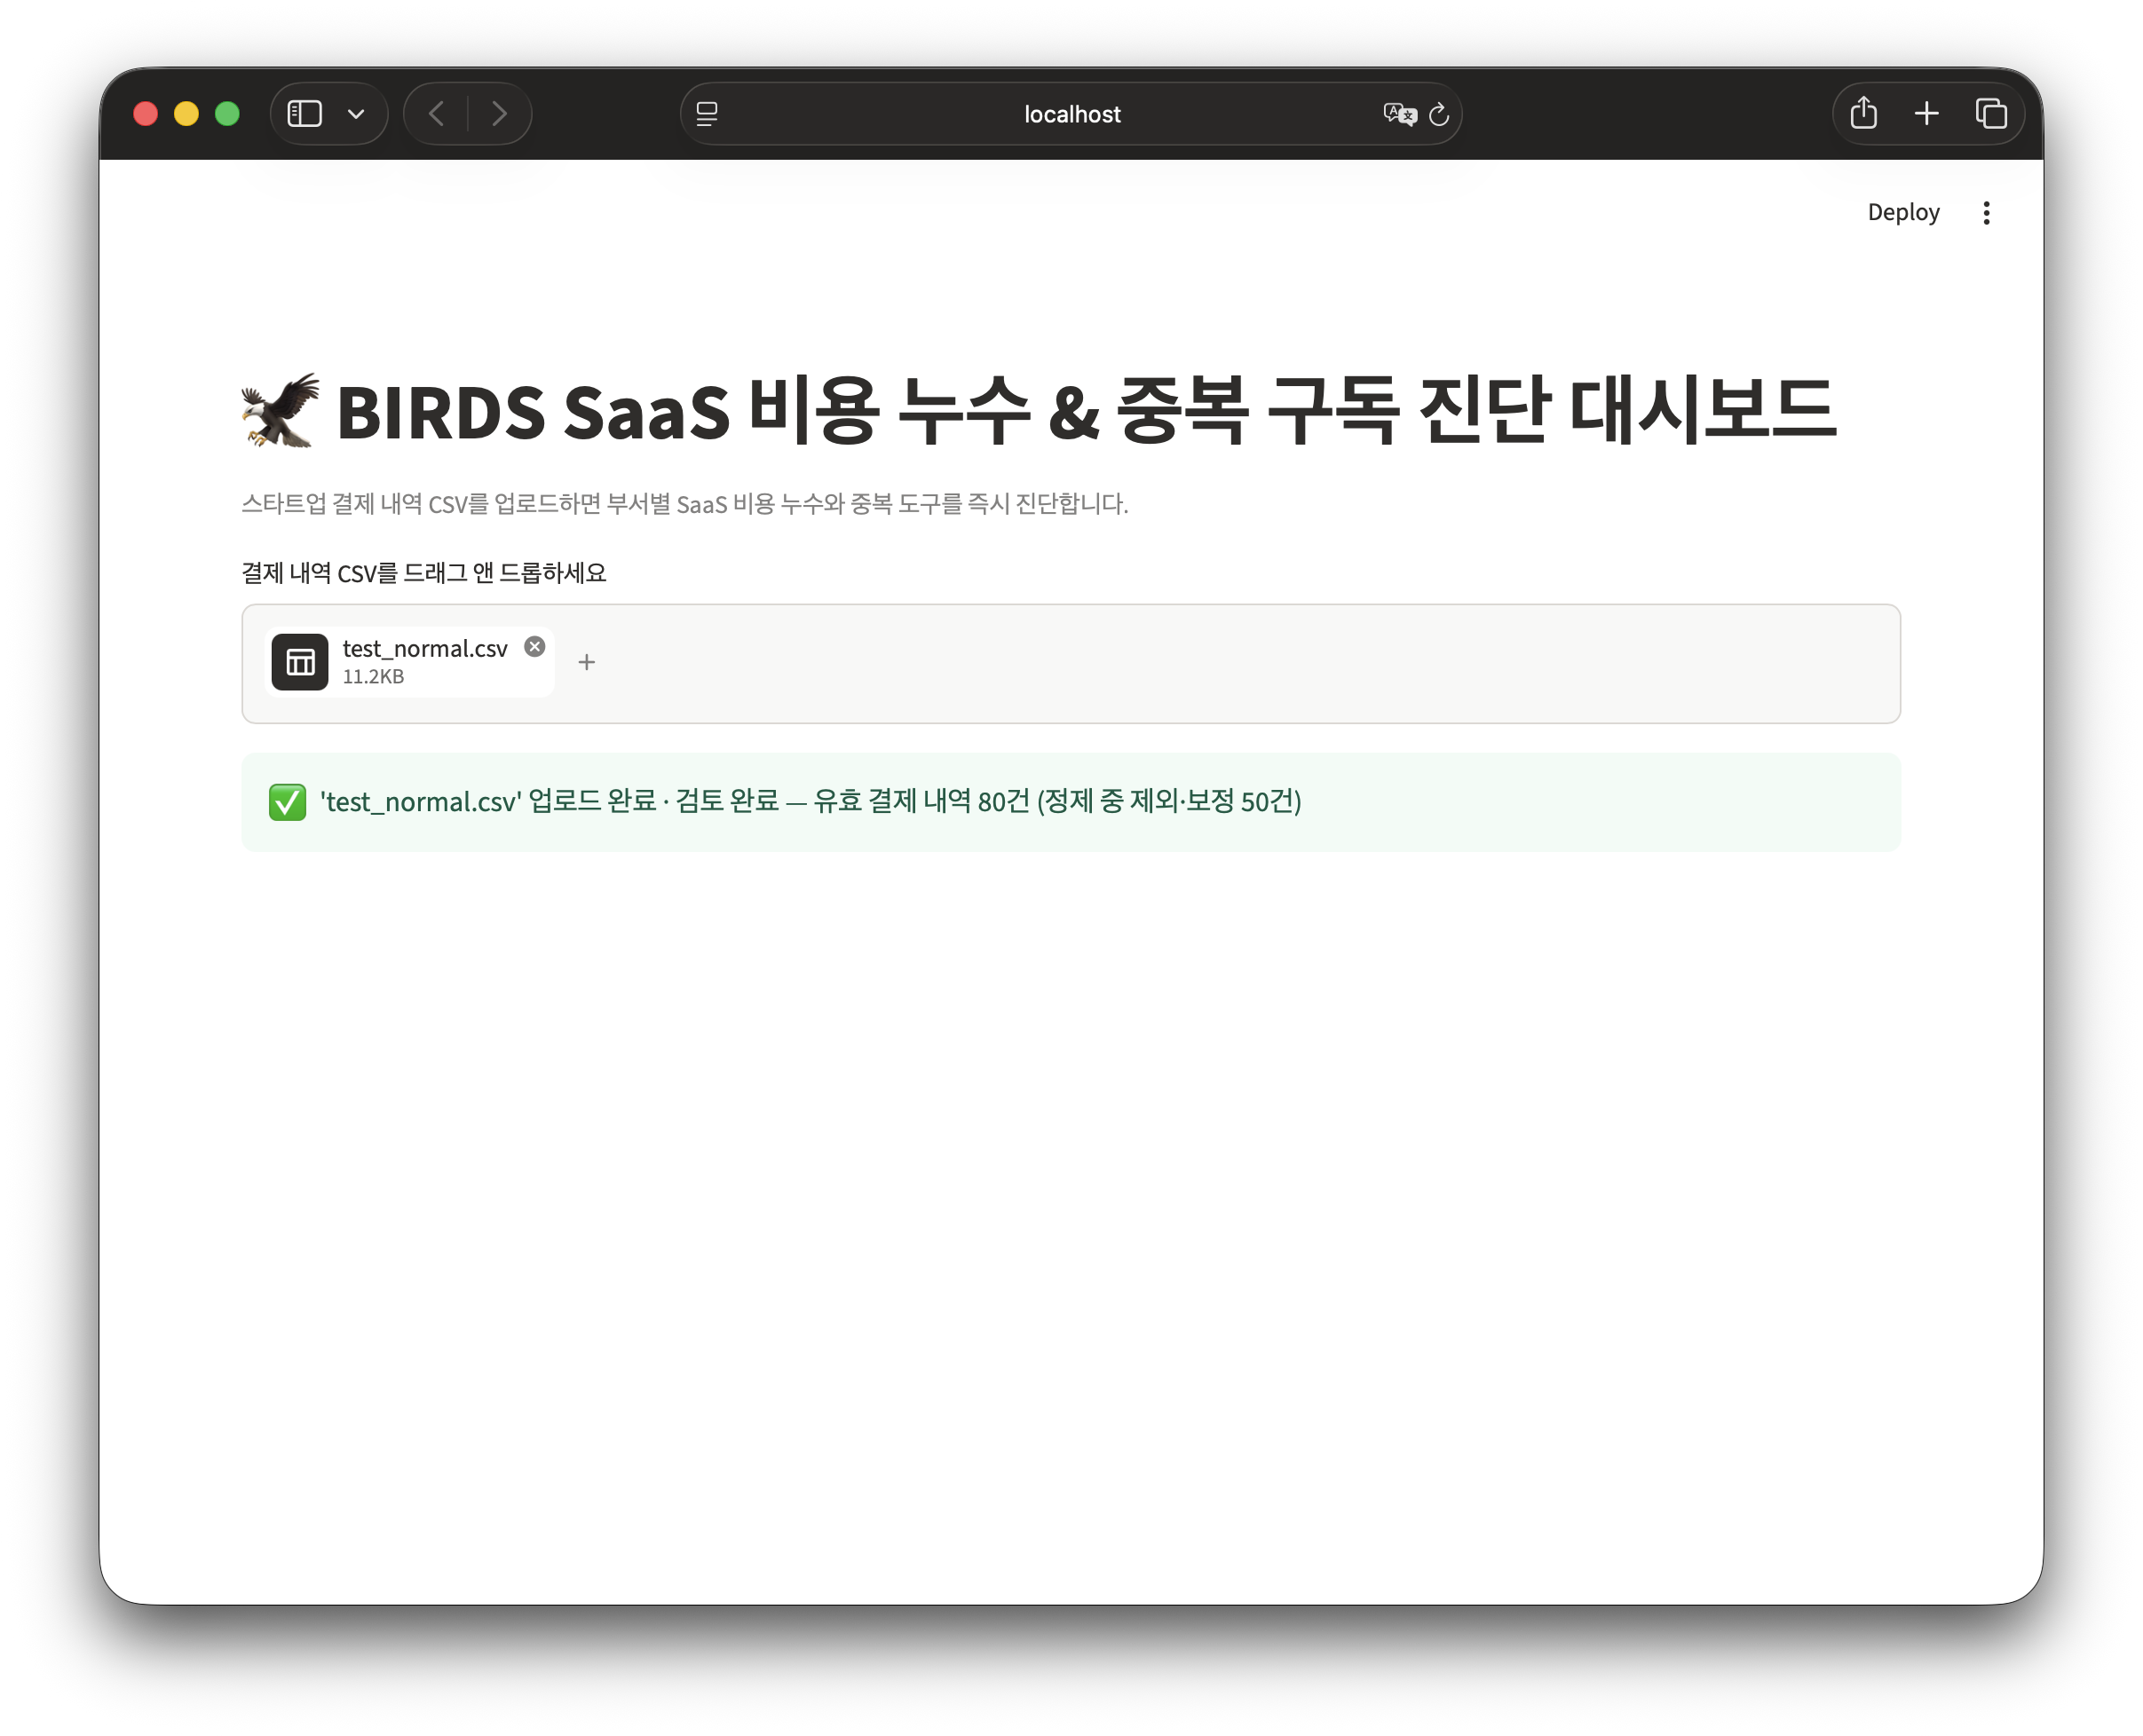 localhost
Deploy
BIRDS SaaS 비용 누수 & 중복 구독 진단 대시보드
스타트업 결제 내역 CSV를 업로드하면 부서별 SaaS 비용 누수와 중복 도구를 즉시 진단합니다.
결제 내역 CSV를 드래그 앤 드롭하세요
test_normal.csv
11.2KB
'test_normal.csv' 업로드 완료 · 검토 완료 — 유효 결제 내역 80건 (정제 중 제외·보정 50건)